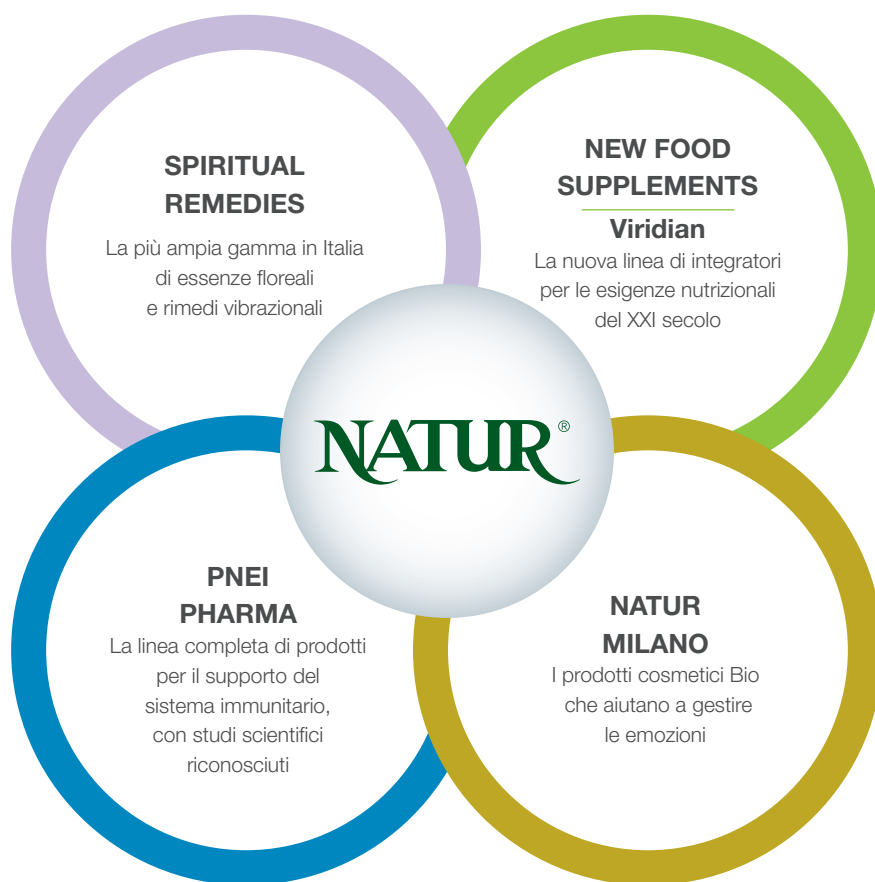 SPIRITUAL
REMEDIES
La più ampia gamma in Italia
di essenze floreali
e rimedi vibrazionali
NEW FOOD
SUPPLEMENTS
Viridian
La nuova linea di integratori
per le esigenze nutrizionali
del XXI secolo
NATUR®
PNEI
PHARMA
La linea completa di prodotti
per il supporto del
sistema immunitario,
con studi scientifici
riconosciuti
NATUR
MILANO
I prodotti cosmetici Bio
che aiutano a gestire
le emozioni